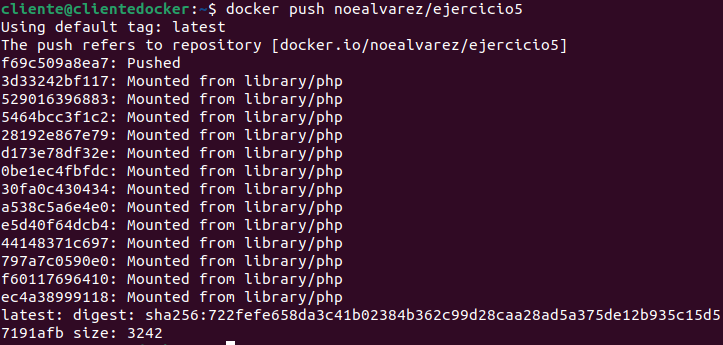 cliente@clientedocker:~$ docker push noealvarez/ejercicio5
Using default tag: latest
The push refers to repository [docker.io/noealvarez/ejercicio5]
f69c509a8ea7: Pushed
3d33242bf117: Mounted from library/php
529016396883: Mounted from library/php
5464bcc3f1c2: Mounted from library/php
28192e867e79: Mounted from library/php
d173e78df32e: Mounted from library/php
0be1ec4fbfdc: Mounted from library/php
30fa0c430434: Mounted from library/php
a538c5a6e4e0: Mounted from library/php
e5d40f64dcb4: Mounted from library/php
44148371c697: Mounted from library/php
797a7c0590e0: Mounted from library/php
f60117696410: Mounted from library/php
ec4a38999118: Mounted from library/php
latest: digest: sha256:722fefe658da3c41b02384b362c99d28caa28ad5a375de12b935c15d5
7191afb size: 3242